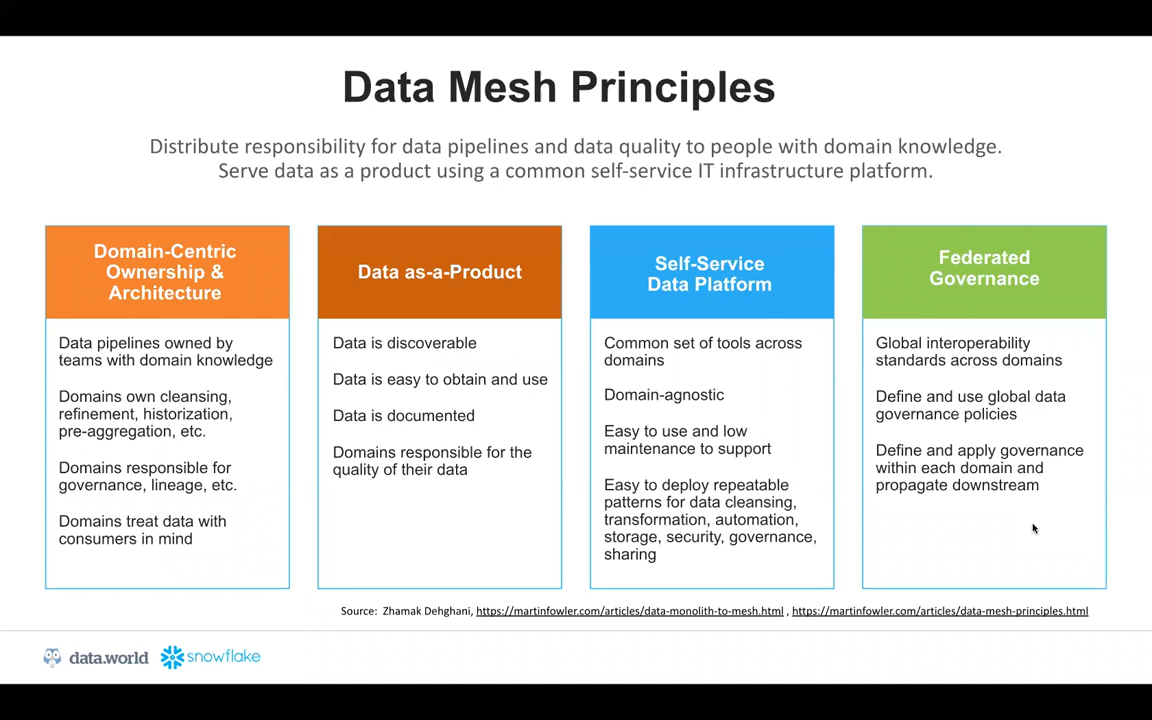 Data Mesh Principles
Distribute responsibility for data pipelines and data quality to people with domain knowledge.
Serve data as a product using a common self-service IT infrastructure platform.
Domain-Centric
Ownership &
Architecture
Data pipelines owned by
teams with domain knowledge
Domains own cleansing,
refinement, historization,
pre-aggregation, etc.
Domains responsible for
governance, lineage, etc.
Domains treat data with
consumers in mind
Data as-a-Product
Data is discoverable
Data is easy to obtain and use
Data is documented
Domains responsible for the
quality of their data
Self-Service
Data Platform
Common set of tools across
domains
Domain-agnostic
Easy to use and low
maintenance to support
Easy to deploy repeatable
patterns for data cleansing,
transformation, automation,
storage, security, governance,
sharing
Federated
Governance
Global interoperability
standards across domains
Define and use global data
governance policies
Define and apply governance
within each domain and
propagate downstream
Source: Zhamak Dehghani, https://martinfowler.com/articles/data-monolith-to-mesh.html , https://martinfowler.com/articles/data-mesh-principles.html
data.world
snowflake